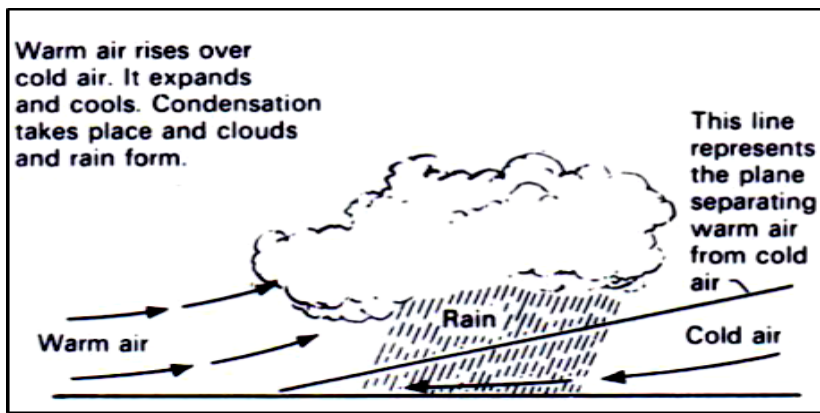 Warm air rises over
cold air. It expands
and cools. Condensation
takes place and clouds
and rain form.
This line
represents
the plane
separating
warm air
from cold
air
Rain
Warm air
Cold air